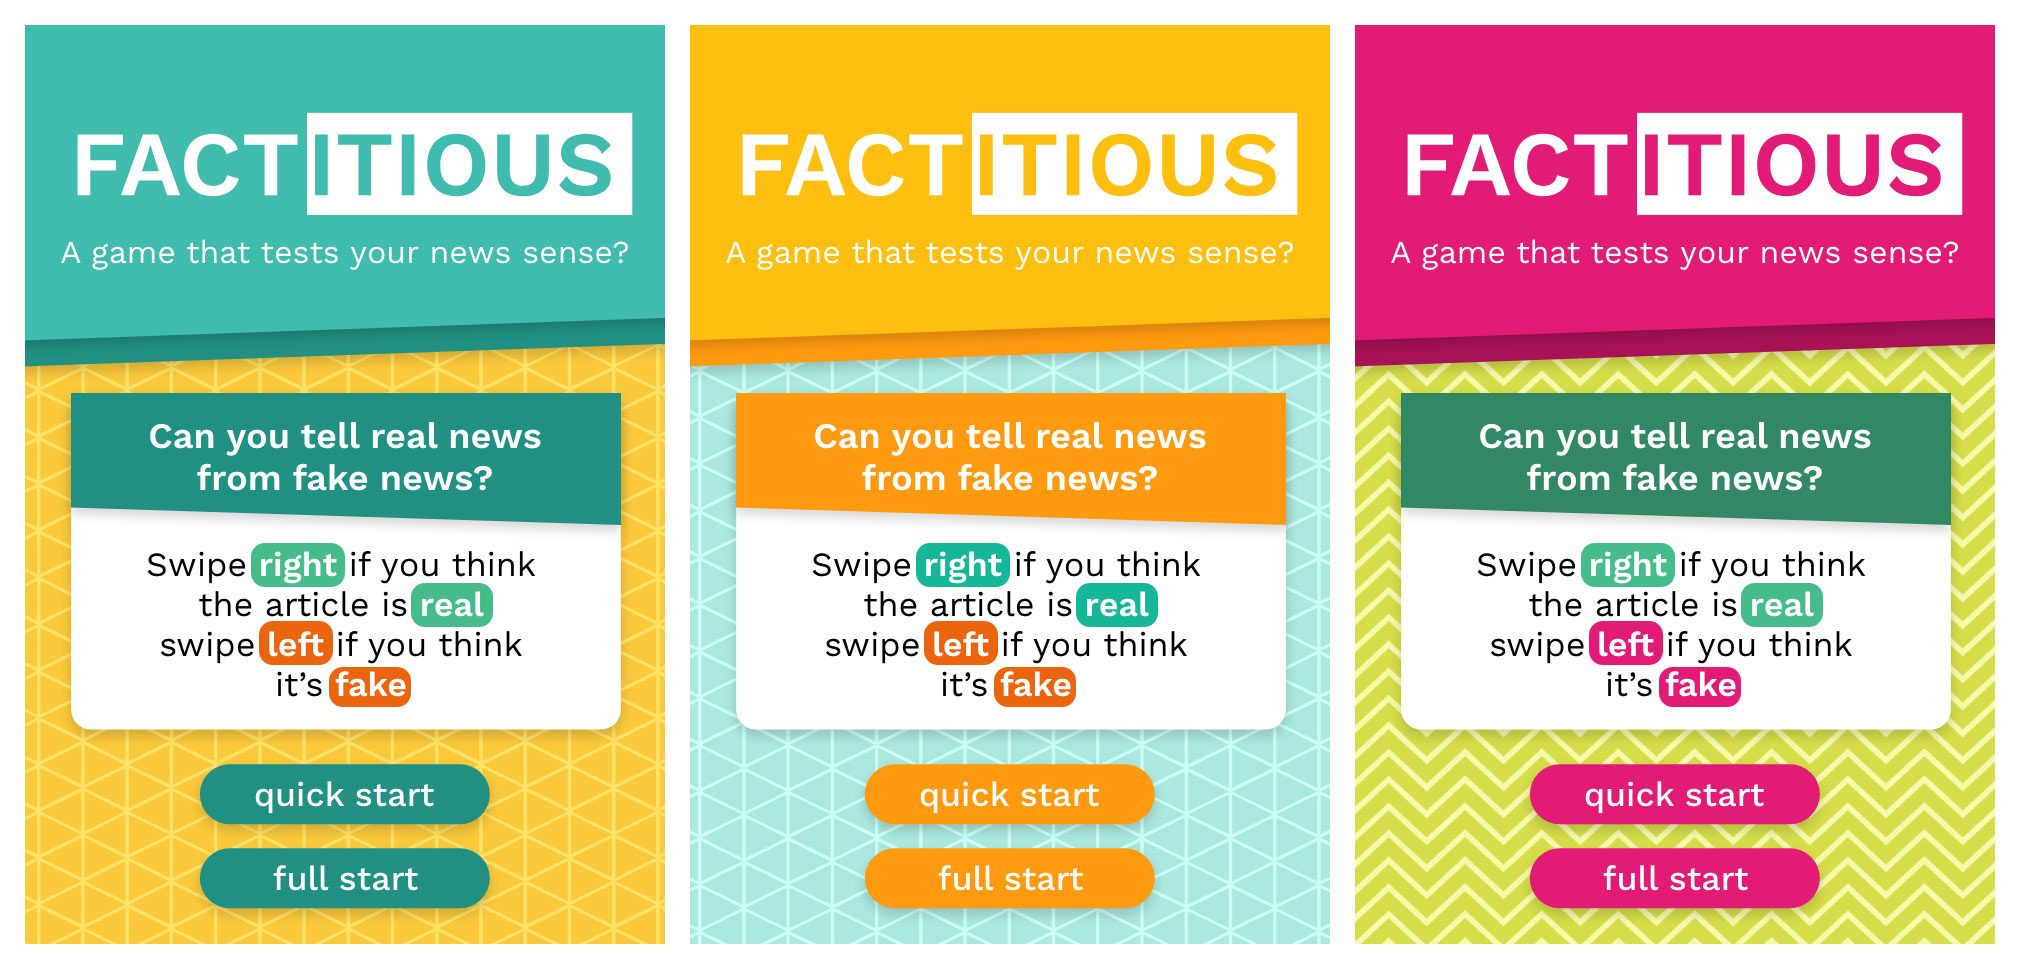 FACTITIOUS
A game that tests your news sense?
Can you tell real news
from fake news?
Swipe right if you think
the article is real
swipe left if you think
it’s fake
quick start
full start
FACTITIOUS
A game that tests your news sense?
Can you tell real news
from fake news?
Swipe right if you think
the article is real
swipe left if you think
it’s fake
quick start
full start
FACTITIOUS
A game that tests your news sense?
Can you tell real news
from fake news?
Swipe right if you think
the article is real
swipe left if you think
it’s fake
quick start
full start